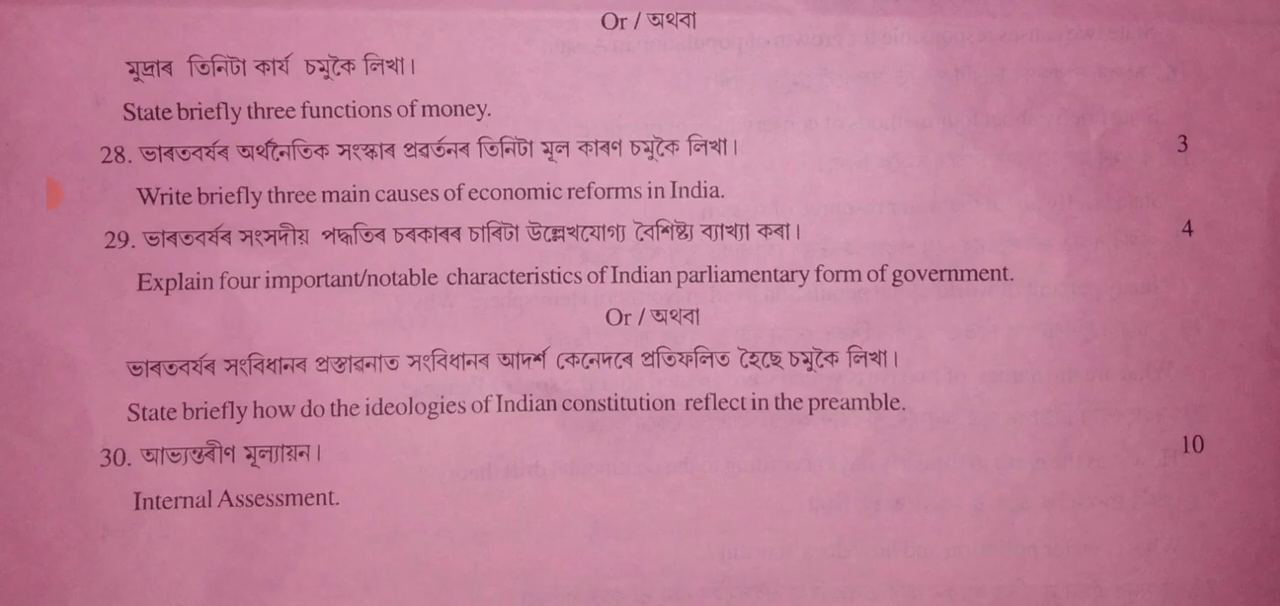 Or / অথবা
মুদ্ৰাৰ তিনিটা কাৰ্য চমুকৈ লিখা।
State briefly three functions of money.
28. ভাৰতবৰ্ষৰ অৰ্থনৈতিক সংস্কাৰ প্ৰৱৰ্তনৰ তিনিটা মূল কাৰণ চমুকৈ লিখা। 3
Write briefly three main causes of economic reforms in India.
29. ভাৰতবৰ্ষৰ সংসদীয় পদ্ধতিৰ চৰকাৰৰ চাৰিটা উল্লেখযোগ্য বৈশিষ্ট্য ব্যাখ্যা কৰা। 4
Explain four important/notable characteristics of Indian parliamentary form of government.
Or / অথবা
ভাৰতবৰ্ষৰ সংবিধানৰ প্ৰস্তাৱনাত সংবিধানৰ আদৰ্শ কেনেদৰে প্ৰতিফলিত হৈছে চমুকৈ লিখা।
State briefly how do the ideologies of Indian constitution reflect in the preamble.
30. আভ্যন্তৰীণ মূল্যায়ন। 10
Internal Assessment.